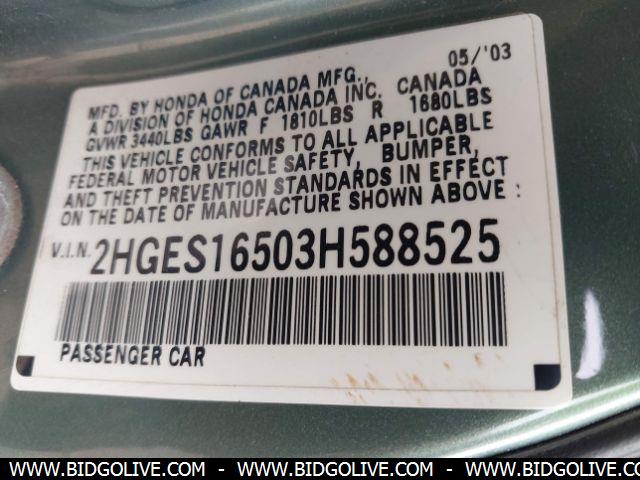 05/'03
MFD. BY HONDA OF CANADA MFG.,
A DIVISION OF HONDA CANADA INC. CANADA
GVWR 3440LBS GAWR F 1810LBS R 1680LBS
THIS VEHICLE CONFORMS TO ALL APPLICABLE
FEDERAL MOTOR VEHICLE SAFETY, BUMPER,
AND THEFT PREVENTION STANDARDS IN EFFECT
ON THE DATE OF MANUFACTURE SHOWN ABOVE :
V.I.N. 2HGES16503H588525
PASSENGER CAR
WWW.BIDGOLIVE.COM - WWW.BIDGOLIVE.COM - WWW.BIDGOLIVE.COM